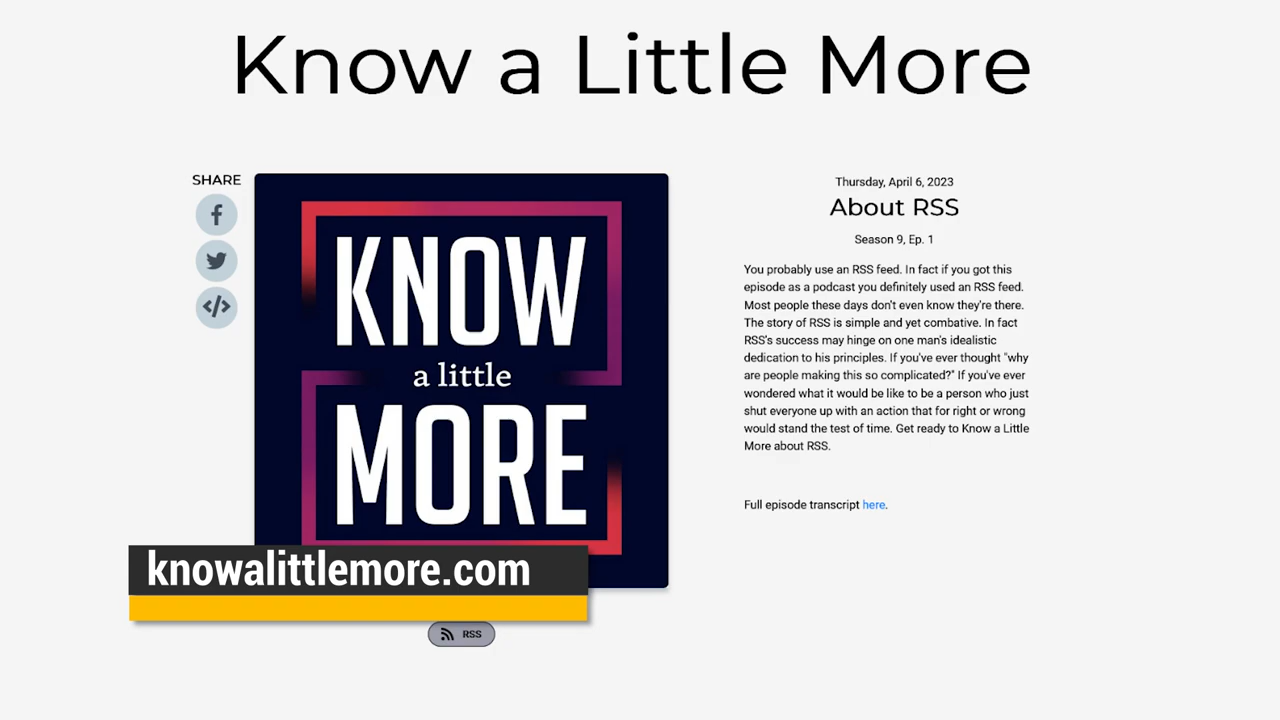 Know a Little More
SHARE
KNOW
a little
MORE
knowalittlemore.com
RSS
Thursday, April 6, 2023
About RSS
Season 9, Ep. 1
You probably use an RSS feed. In fact if you got this
episode as a podcast you definitely used an RSS feed.
Most people these days don't even know they're there.
The story of RSS is simple and yet combative. In fact
RSS's success may hinge on one man's idealistic
dedication to his principles. If you've ever thought "why
are people making this so complicated?" If you've ever
wondered what it would be like to be a person who just
shut everyone up with an action that for right or wrong
would stand the test of time. Get ready to Know a Little
More about RSS.
Full episode transcript here.